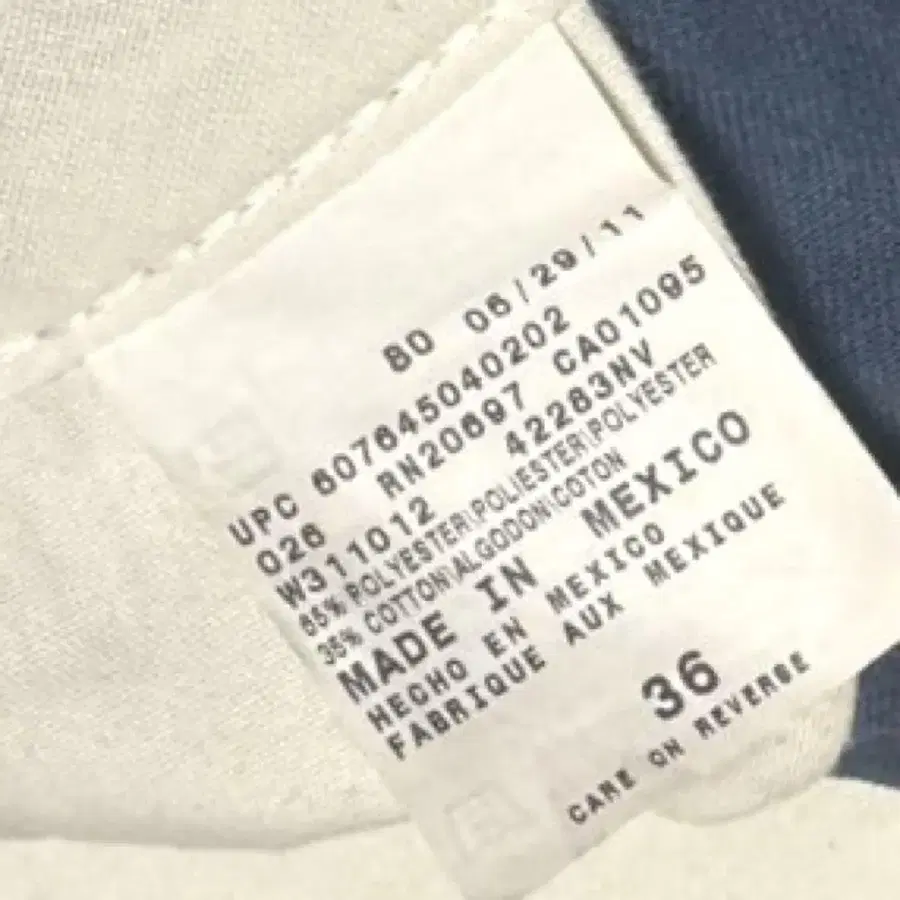 80 06/29/11
UPC 607645040202
026 RN20697 CA01095
W311012 42283NV
65% POLYESTER\POLIESTER\POLYESTER
35% COTTON\ALGODON\COTON
MADE IN MEXICO
HECHO EN MEXICO
FABRIQUE AUX MEXIQUE
36
CARE ON REVERSE